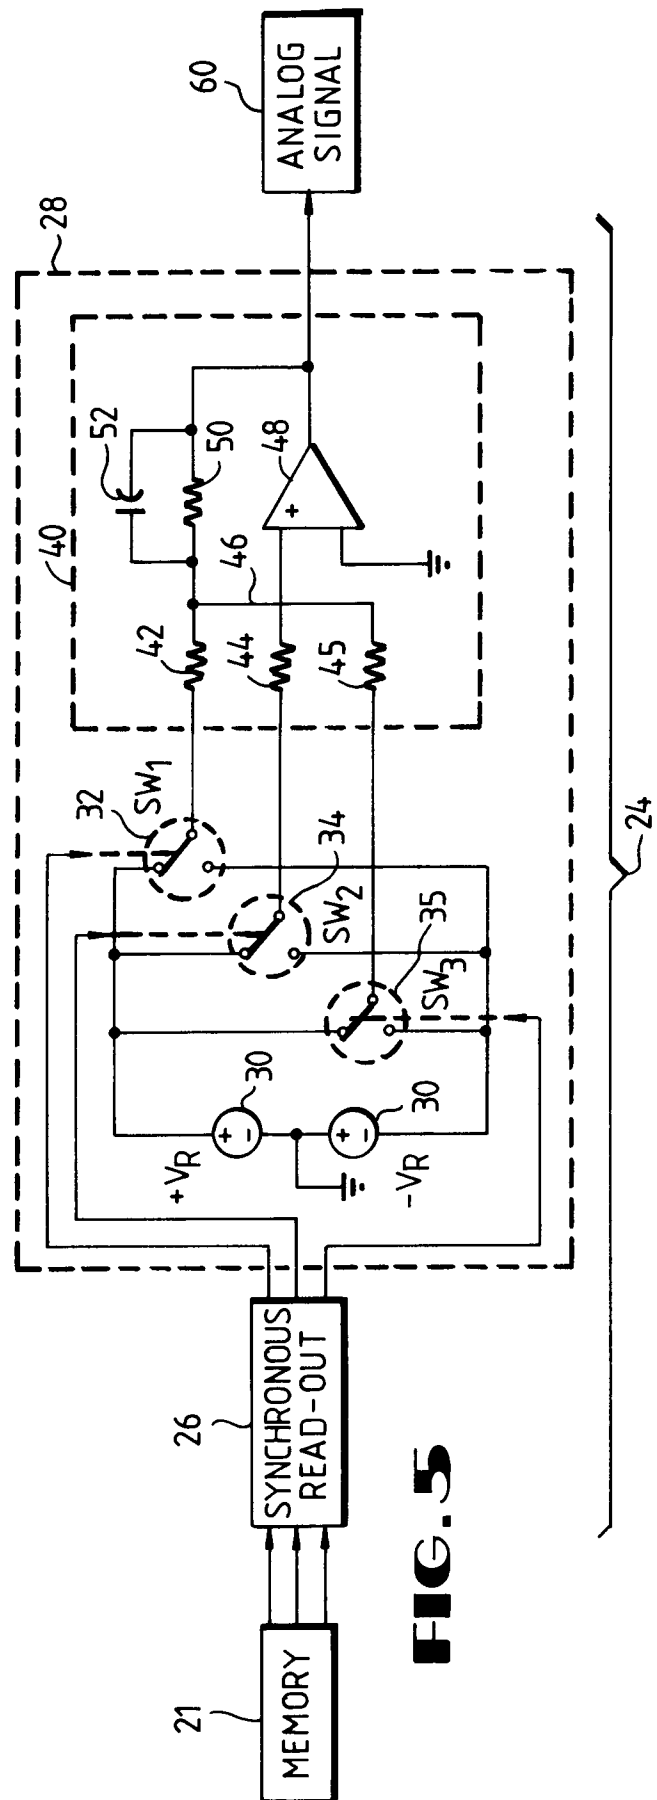 21
MEMORY
26
SYNCHRONOUS
READ-OUT
28
+VR
30
30
-VR
32
SW1
34
SW2
35
SW3
40
42
44
45
46
52
50
48
+
+
-
+
-
60
ANALOG
SIGNAL
24
FIG.5